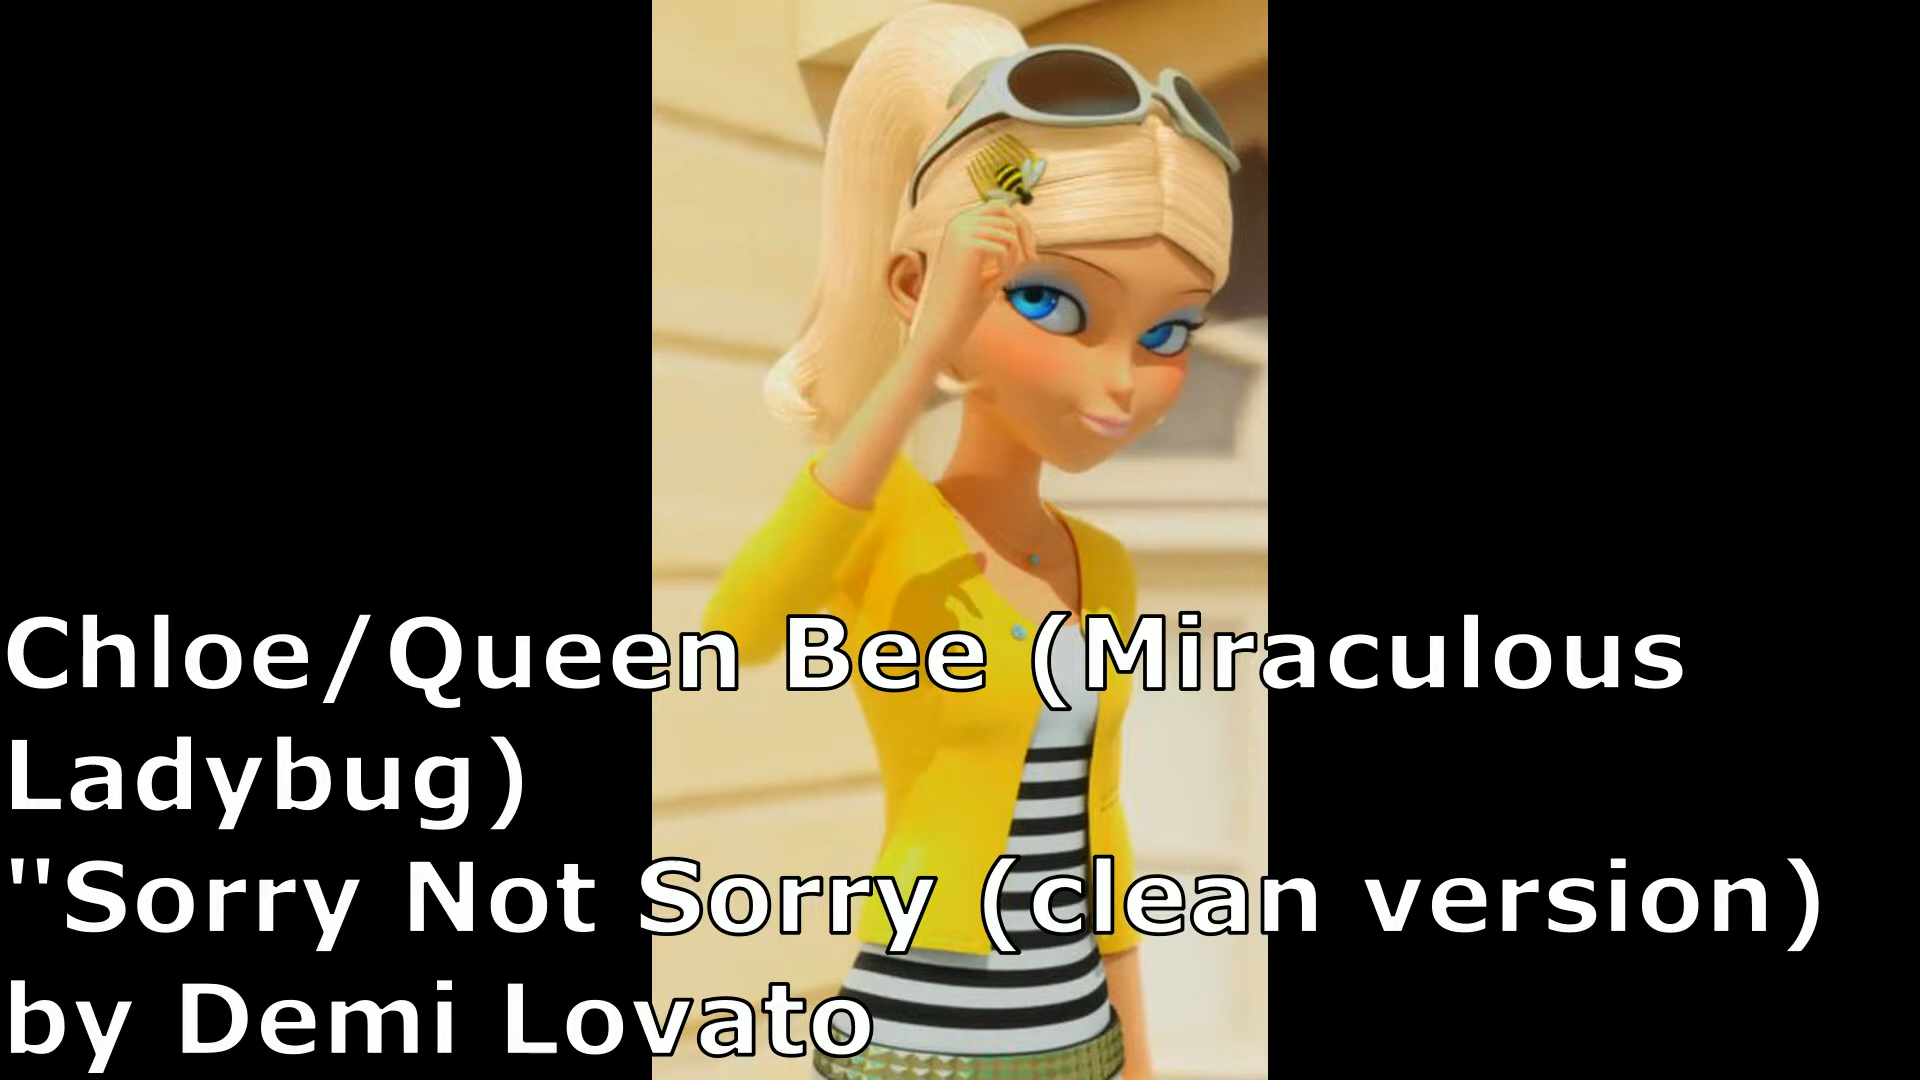 Chloe/Queen Bee (Miraculous
Ladybug)
"Sorry Not Sorry (clean version)
by Demi Lovato